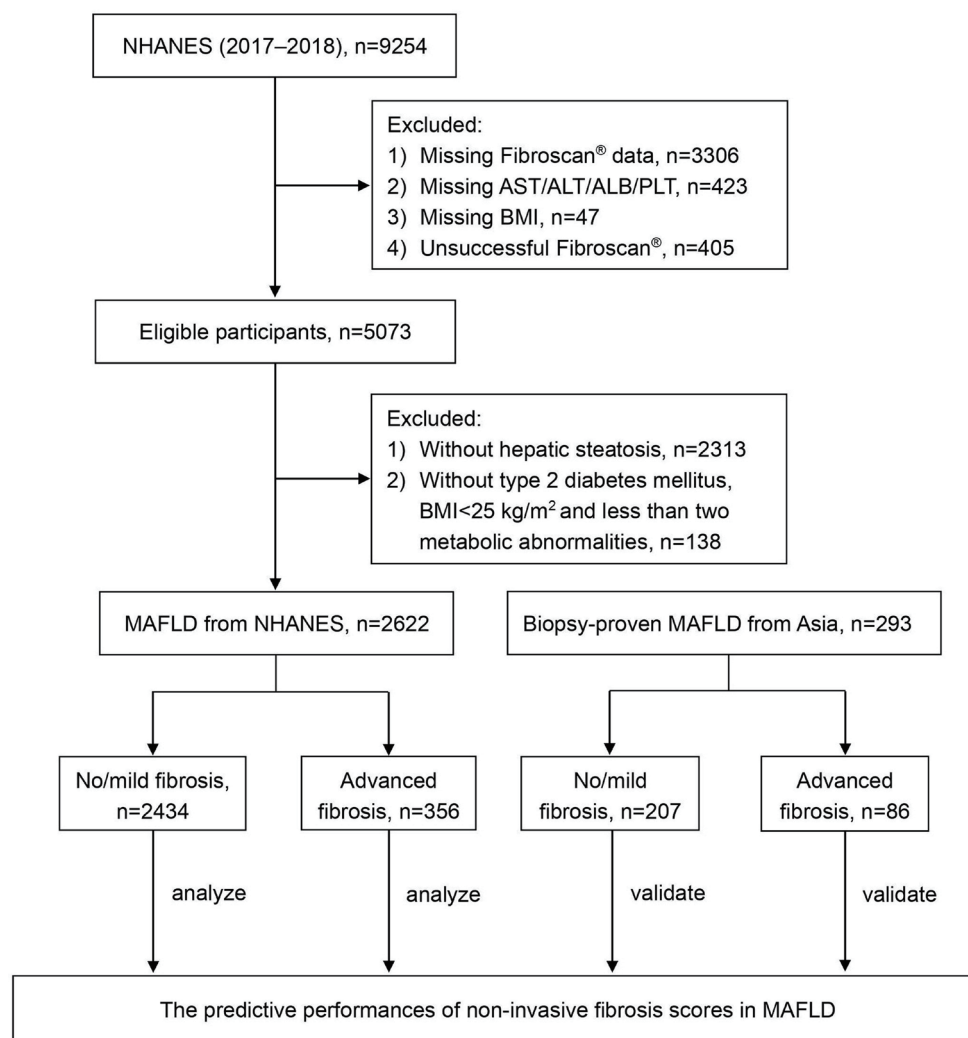 NHANES (2017–2018), n=9254
Excluded:
1) Missing Fibroscan® data, n=3306
2) Missing AST/ALT/ALB/PLT, n=423
3) Missing BMI, n=47
4) Unsuccessful Fibroscan®, n=405
Eligible participants, n=5073
Excluded:
1) Without hepatic steatosis, n=2313
2) Without type 2 diabetes mellitus,
BMI<25 kg/m² and less than two
metabolic abnormalities, n=138
MAFLD from NHANES, n=2622
Biopsy-proven MAFLD from Asia, n=293
No/mild fibrosis,
n=2434
Advanced
fibrosis, n=356
No/mild
fibrosis, n=207
Advanced
fibrosis, n=86
analyze
analyze
validate
validate
The predictive performances of non-invasive fibrosis scores in MAFLD